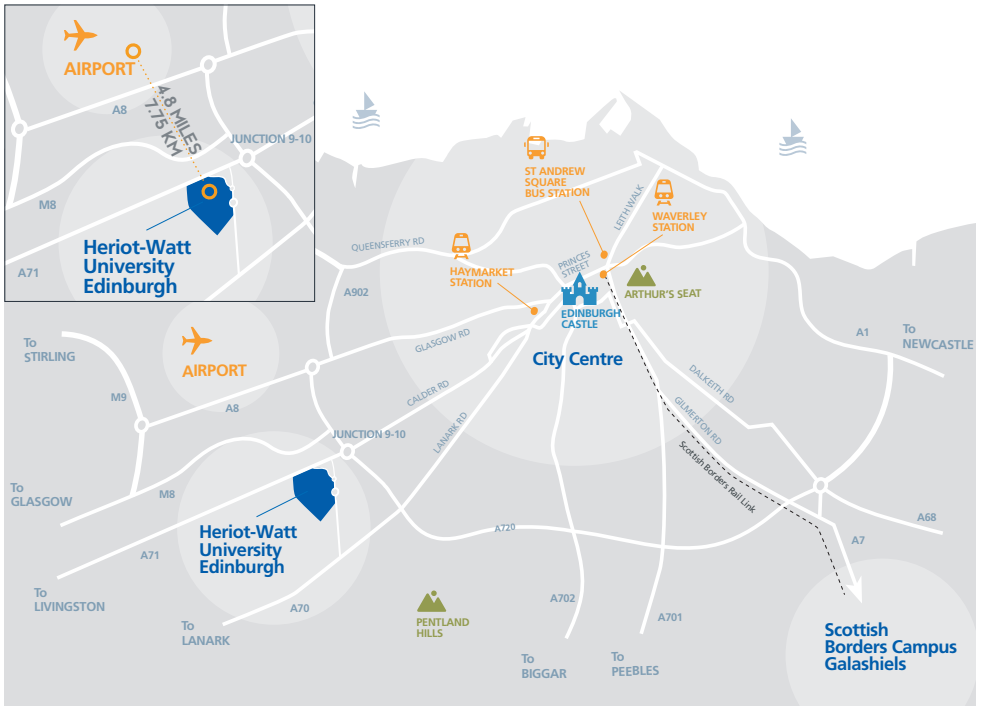 AIRPORT
4.8 MILES
7.75 KM
A8
JUNCTION 9-10
M8
A71
Heriot-Watt
University
Edinburgh
ST ANDREW
SQUARE
BUS STATION
LEITH WALK
WAVERLEY
STATION
QUEENSFERRY RD
PRINCES
STREET
HAYMARKET
STATION
A902
ARTHUR'S SEAT
EDINBURGH
CASTLE
City Centre
A1
To
NEWCASTLE
To
STIRLING
AIRPORT
GLASGOW RD
M9
A8
CALDER RD
LANARK RD
DALKEITH RD
GILMERTON RD
JUNCTION 9-10
Scottish Borders Rail Link
To
GLASGOW
M8
A720
A68
A7
Heriot-Watt
University
Edinburgh
A71
To
LIVINGSTON
A70
To
LANARK
PENTLAND
HILLS
A702
A701
To
BIGGAR
To
PEEBLES
Scottish
Borders Campus
Galashiels